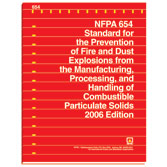 654
NFPA 654
Standard for
the Prevention
of Fire and Dust
Explosions from
the Manufacturing,
Processing, and
Handling of
Combustible
Particulate Solids
2006 Edition